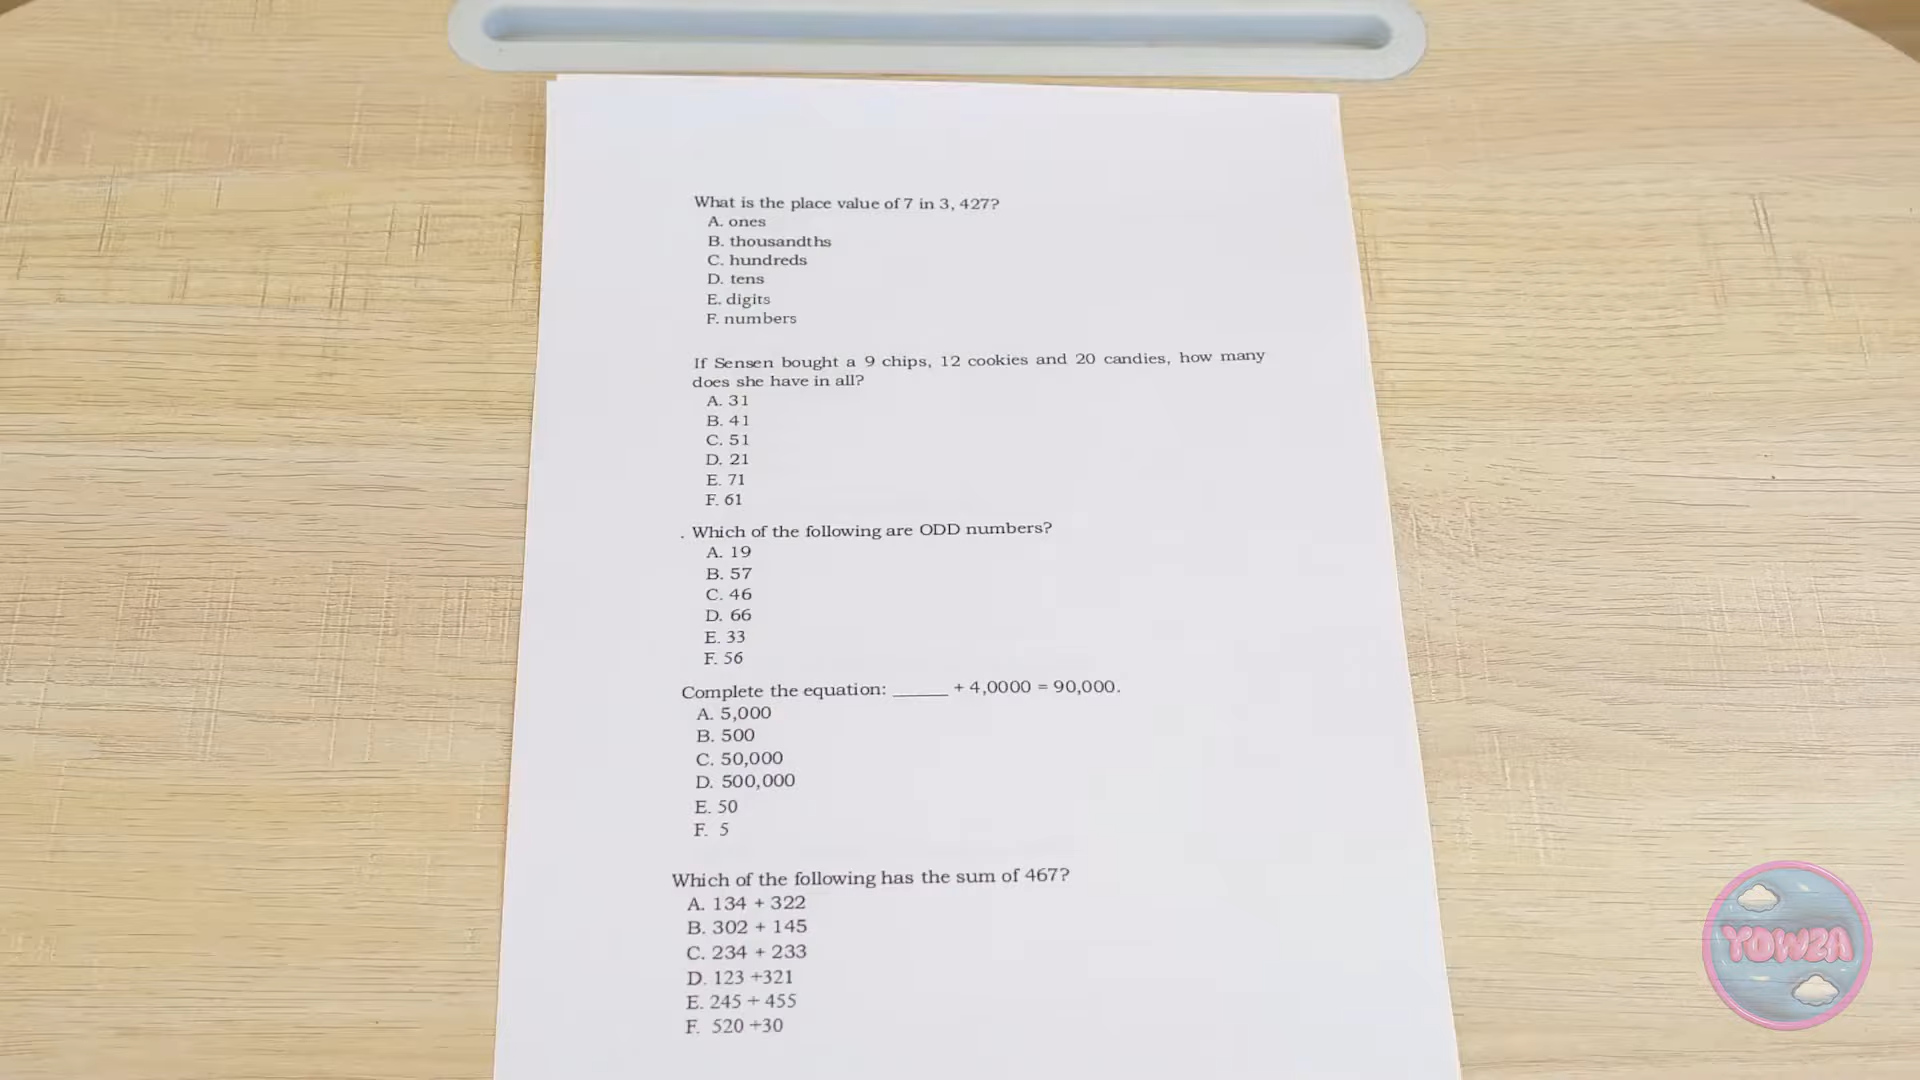 What is the place value of 7 in 3, 427?
A. ones
B. thousandths
C. hundreds
D. tens
E. digits
F. numbers
If Sensen bought a 9 chips, 12 cookies and 20 candies, how many
does she have in all?
A. 31
B. 41
C. 51
D. 21
E. 71
F. 61
. Which of the following are ODD numbers?
A. 19
B. 57
C. 46
D. 66
E. 33
F. 56
Complete the equation: ______ + 4,0000 = 90,000.
A. 5,000
B. 500
C. 50,000
D. 500,000
E. 50
F. 5
Which of the following has the sum of 467?
A. 134 + 322
B. 302 + 145
C. 234 + 233
D. 123 +321
E. 245 + 455
F. 520 +30
YOWZA